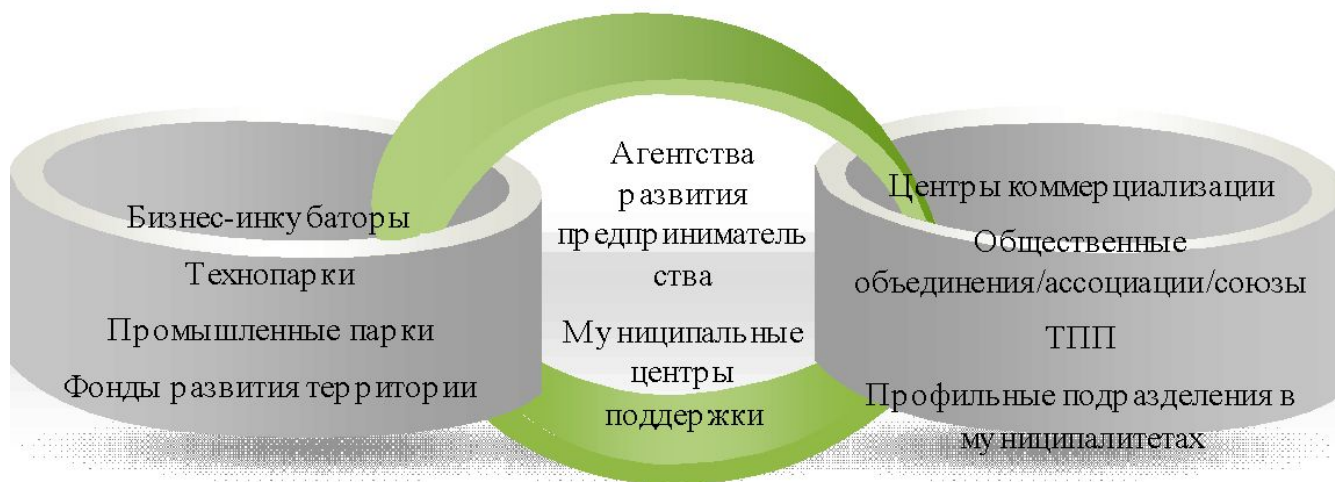 Бизнес-инкубаторы
Технопарки
Промышленные парки
Фонды развития территории
Агентства
развития
предприниматель
ства
Муниципальные
центры
поддержки
Центры коммерциализации
Общественные
объединения/ассоциации/союзы
ТПП
Профильные подразделения в
муниципалитетах